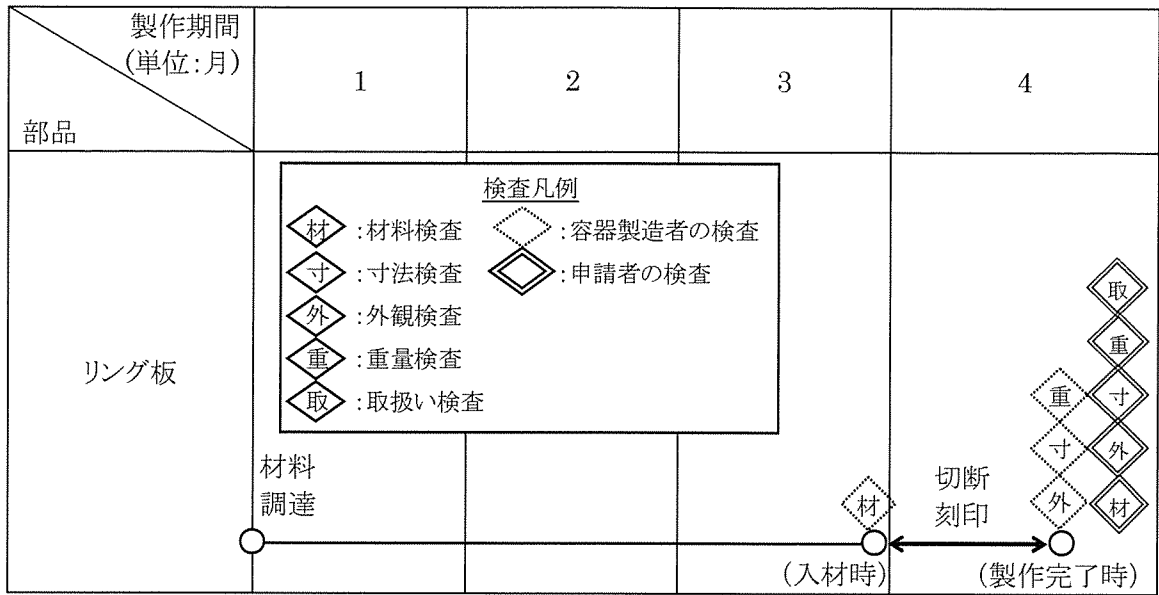 製作期間
(単位:月)
部品
1
2
3
4
リング板
検査凡例
材 :材料検査
寸 :寸法検査
外 :外観検査
重 :重量検査
取 :取扱い検査
:容器製造者の検査
:申請者の検査
材料
調達
材
(入材時)
切断
刻印
重
寸
外
(製作完了時)
取
重
寸
外
材